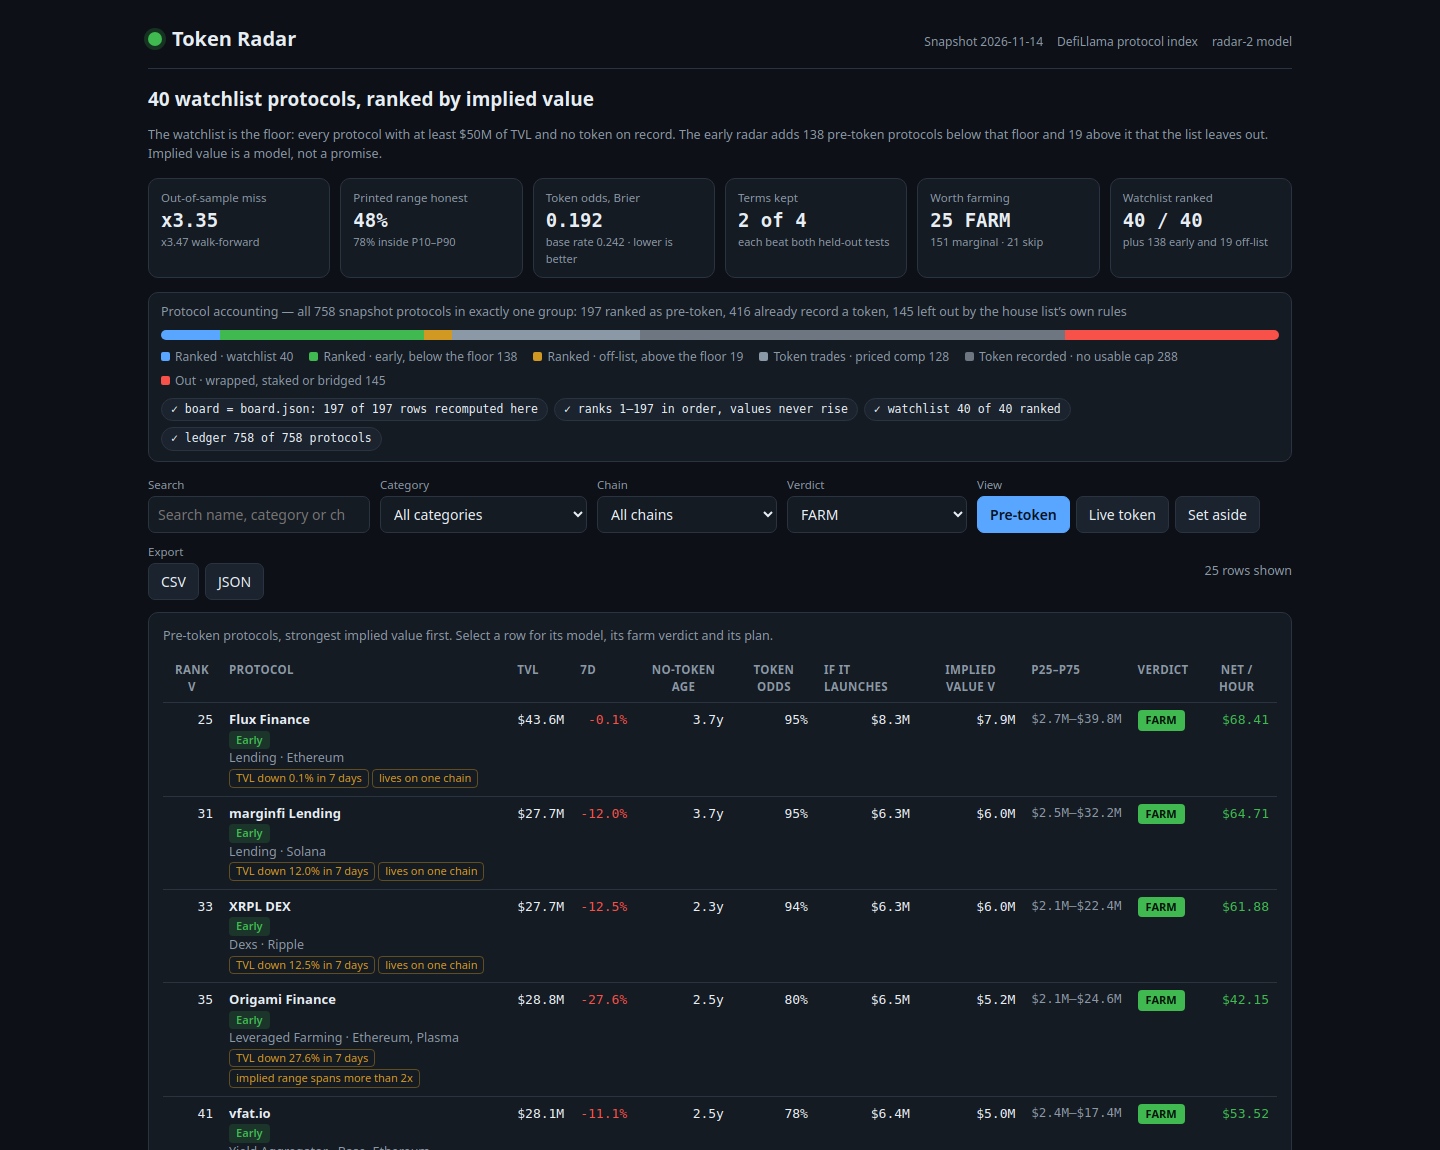 Token Radar
Snapshot 2026-11-14 DefiLlama protocol index radar-2 model
40 watchlist protocols, ranked by implied value
The watchlist is the floor: every protocol with at least $50M of TVL and no token on record. The early radar adds 138 pre-token protocols below that floor and 19 above it that the list leaves out.
Implied value is a model, not a promise.
Out-of-sample miss
x3.35
x3.47 walk-forward
Printed range honest
48%
78% inside P10–P90
Token odds, Brier
0.192
base rate 0.242 · lower is
better
Terms kept
2 of 4
each beat both held-out tests
Worth farming
25 FARM
151 marginal · 21 skip
Watchlist ranked
40 / 40
plus 138 early and 19 off-list
Protocol accounting — all 758 snapshot protocols in exactly one group: 197 ranked as pre-token, 416 already record a token, 145 left out by the house list's own rules
Ranked · watchlist 40 Ranked · early, below the floor 138 Ranked · off-list, above the floor 19 Token trades · priced comp 128 Token recorded · no usable cap 288
Out · wrapped, staked or bridged 145
✓ board = board.json: 197 of 197 rows recomputed here ✓ ranks 1–197 in order, values never rise ✓ watchlist 40 of 40 ranked
✓ ledger 758 of 758 protocols
Search Category Chain Verdict View
Search name, category or ch All categories All chains FARM Pre-token Live token Set aside
Export
CSV JSON 25 rows shown
Pre-token protocols, strongest implied value first. Select a row for its model, its farm verdict and its plan.
RANK PROTOCOL TVL 7D NO-TOKEN TOKEN IF IT IMPLIED P25–P75 VERDICT NET /
V AGE ODDS LAUNCHES VALUE V HOUR
25 Flux Finance $43.6M -0.1% 3.7y 95% $8.3M $7.9M $2.7M–$39.8M FARM $68.41
Early
Lending · Ethereum
TVL down 0.1% in 7 days lives on one chain
31 marginfi Lending $27.7M -12.0% 3.7y 95% $6.3M $6.0M $2.5M–$32.2M FARM $64.71
Early
Lending · Solana
TVL down 12.0% in 7 days lives on one chain
33 XRPL DEX $27.7M -12.5% 2.3y 94% $6.3M $6.0M $2.1M–$22.4M FARM $61.88
Early
Dexs · Ripple
TVL down 12.5% in 7 days lives on one chain
35 Origami Finance $28.8M -27.6% 2.5y 80% $6.5M $5.2M $2.1M–$24.6M FARM $42.15
Early
Leveraged Farming · Ethereum, Plasma
TVL down 27.6% in 7 days
implied range spans more than 2x
41 vfat.io $28.1M -11.1% 2.5y 78% $6.4M $5.0M $2.4M–$17.4M FARM $53.52
Early